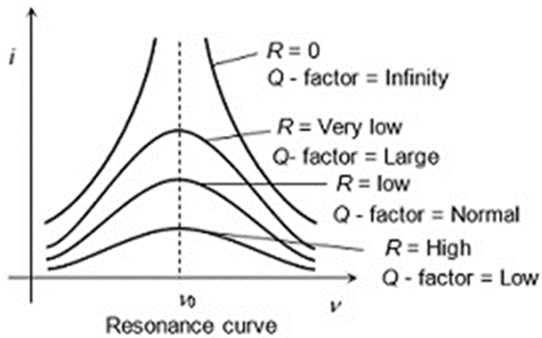 i
R = 0
Q - factor = Infinity
R = Very low
Q- factor = Large
R = low
Q - factor = Normal
R = High
Q - factor = Low
ν0
ν
Resonance curve